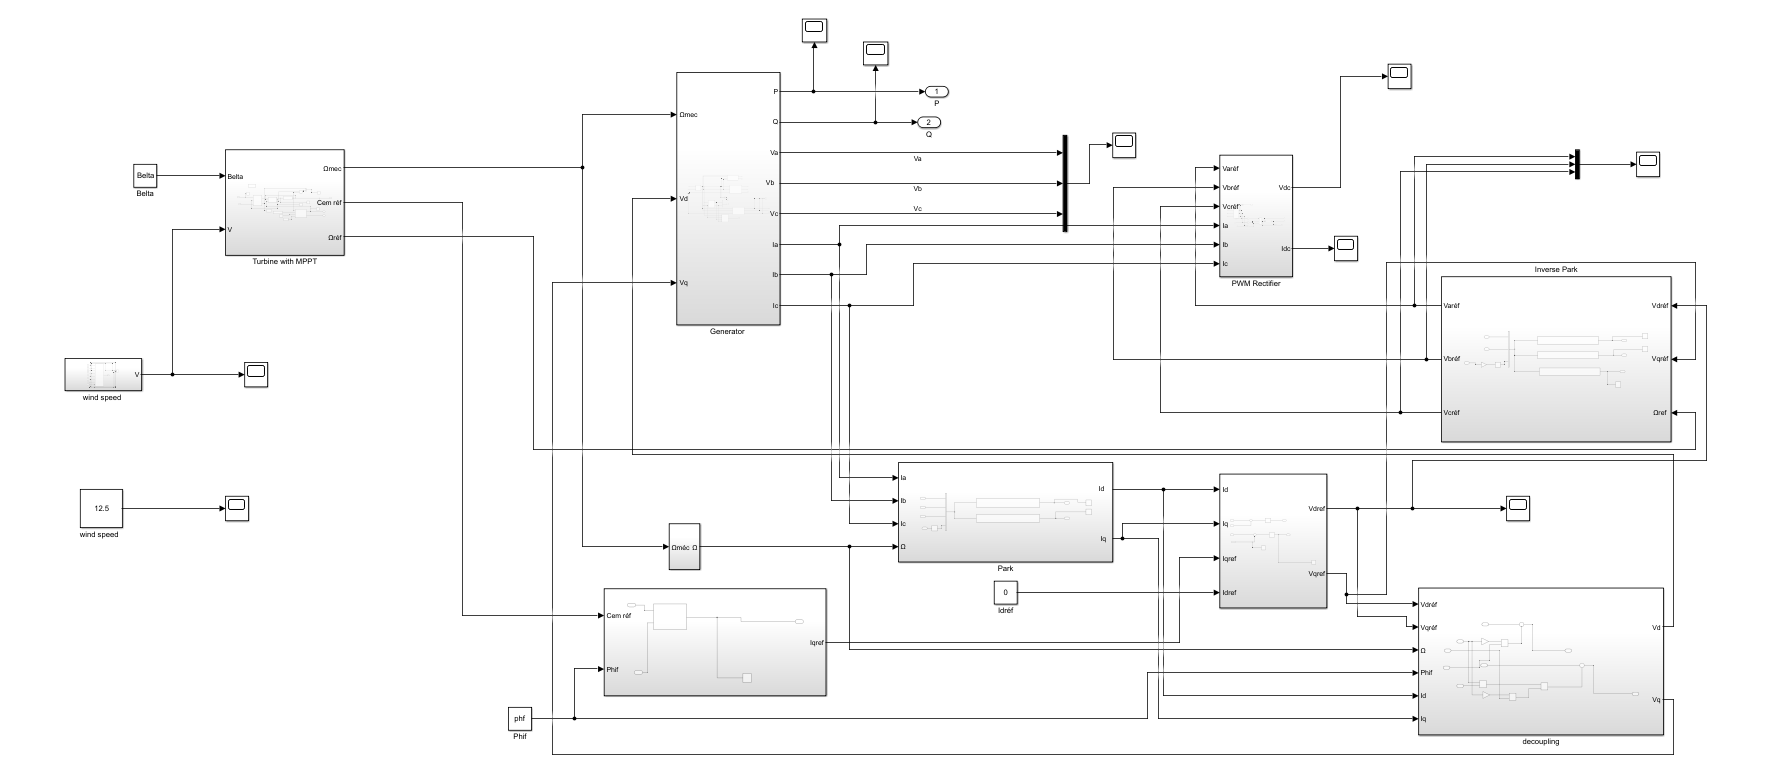 P
1
P
Ωmec
Q
2
Q
Va
Va
Vb
Vb
Vd
Vc
Vc
Ia
Ib
Vq
Ic
Generator
Belta
Belta
Belta
V
Ωmec
Cem réf
Ωréf
Turbine with MPPT
V
wind speed
12.5
wind speed
Varéf
Vbréf
Vcréf
Ia
Ib
Ic
Vdc
Idc
PWM Rectifier
Inverse Park
Varéf
Vdréf
Vbréf
Vqréf
Vcréf
Ωref
Ia
Ib
Ic
Ω
Id
Iq
Park
Ωméc Ω
Id
Iq
Iqref
Idref
Vdref
Vqref
0
Idréf
Cem réf
Phif
Iqref
phf
Phif
Vdréf
Vqréf
Ω
Phif
Id
Iq
Vd
Vq
decoupling